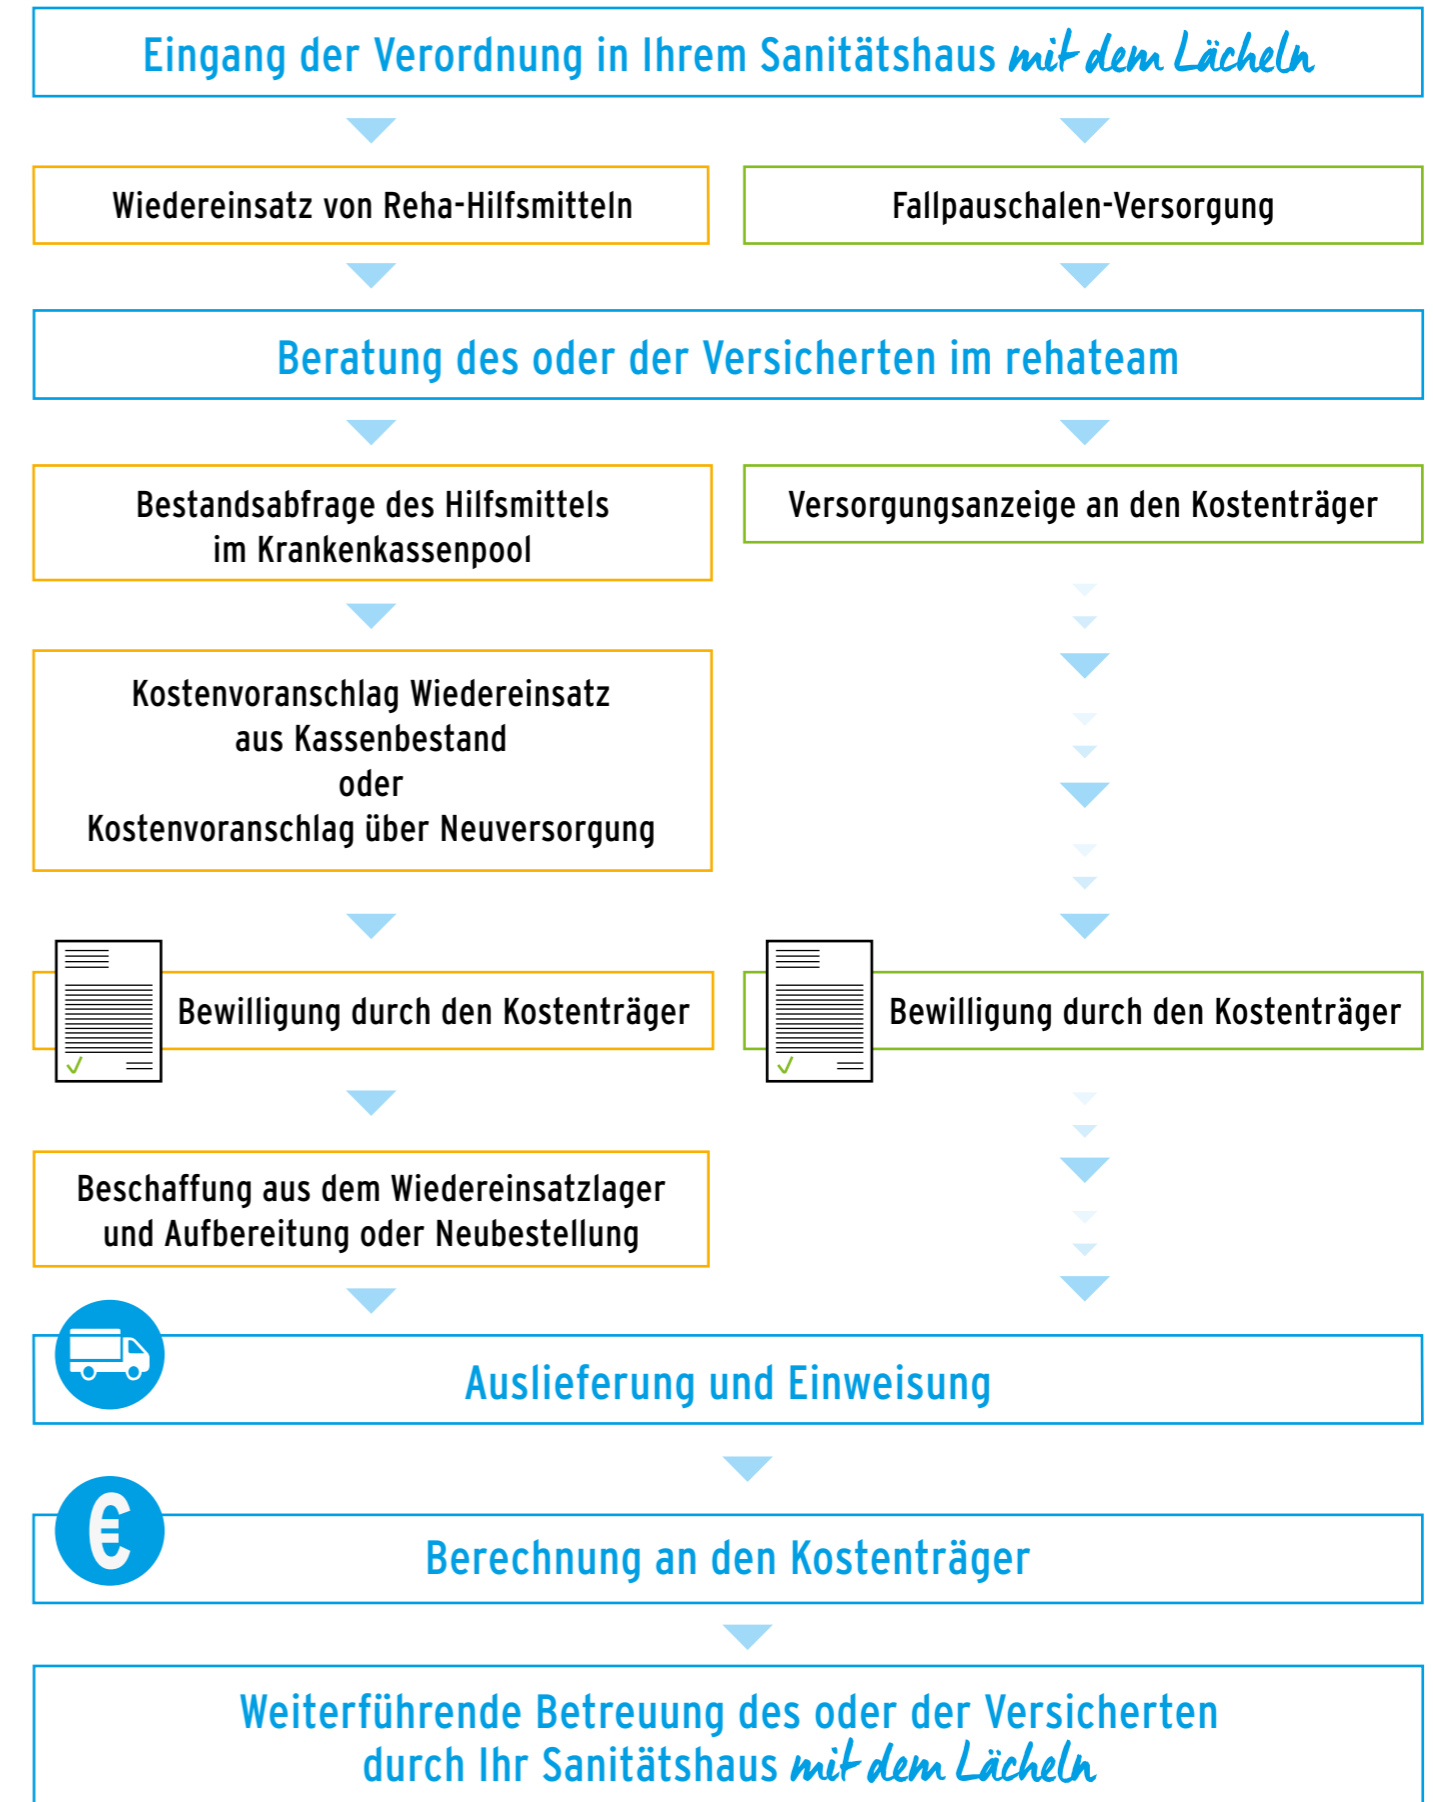 Eingang der Verordnung in Ihrem Sanitätshaus mit dem Lächeln
Wiedereinsatz von Reha-Hilfsmitteln
Fallpauschalen-Versorgung
Beratung des oder der Versicherten im rehateam
Bestandsabfrage des Hilfsmittels
im Krankenkassenpool
Versorgungsanzeige an den Kostenträger
Kostenvoranschlag Wiedereinsatz
aus Kassenbestand
oder
Kostenvoranschlag über Neuversorgung
Bewilligung durch den Kostenträger
Bewilligung durch den Kostenträger
Beschaffung aus dem Wiedereinsatzlager
und Aufbereitung oder Neubestellung
Auslieferung und Einweisung
€
Berechnung an den Kostenträger
Weiterführende Betreuung des oder der Versicherten
durch Ihr Sanitätshaus mit dem Lächeln